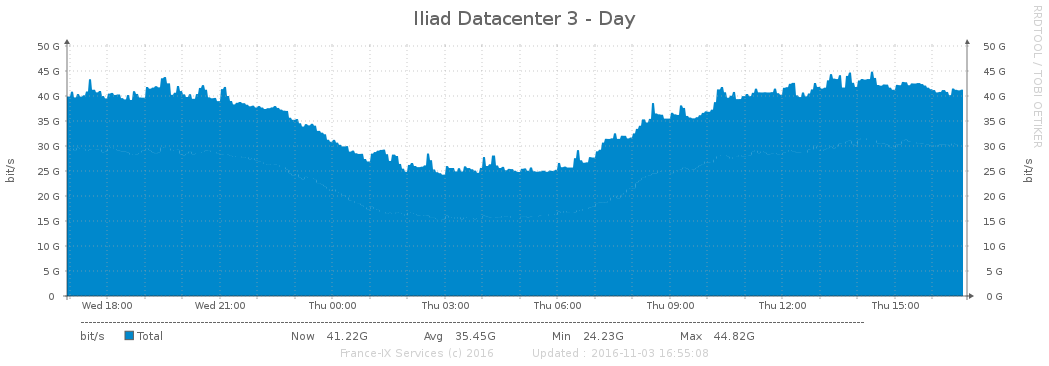 Iliad Datacenter 3 - Day
RRDTOOL / TOBI OETIKER
50 G 50 G
45 G 45 G
40 G 40 G
35 G 35 G
30 G 30 G
25 G 25 G
20 G 20 G
15 G 15 G
10 G 10 G
5 G 5 G
0 0 G
bit/s bit/s
Wed 18:00 Wed 21:00 Thu 00:00 Thu 03:00 Thu 06:00 Thu 09:00 Thu 12:00 Thu 15:00
bit/s Total Now 41.22G Avg 35.45G Min 24.23G Max 44.82G
France-IX Services (c) 2016 Updated : 2016-11-03 16:55:08